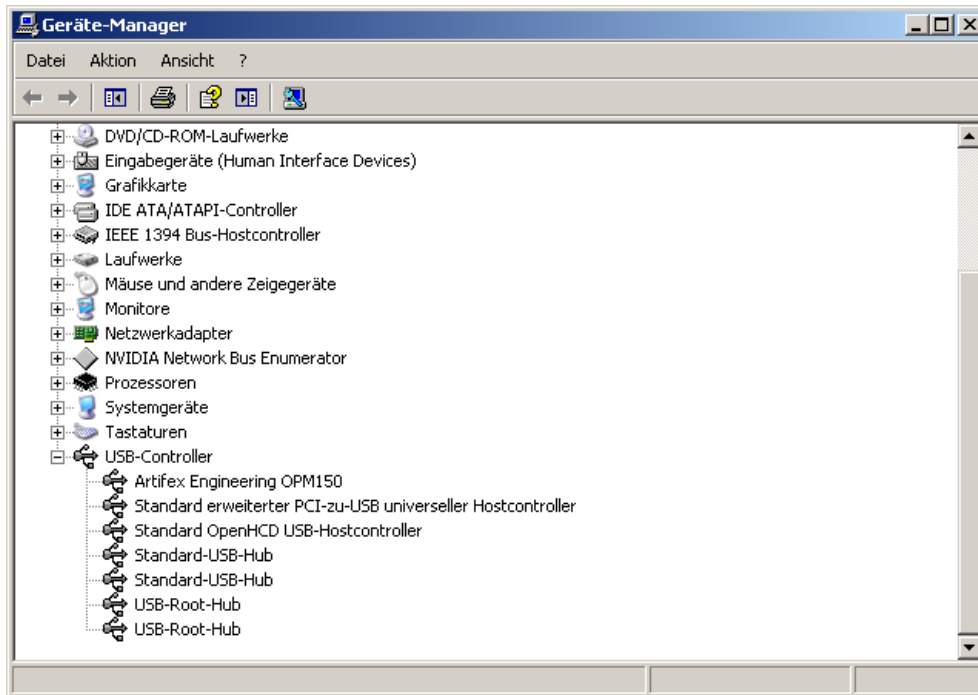 Geräte-Manager
Datei Aktion Ansicht ?
DVD/CD-ROM-Laufwerke
Eingabegeräte (Human Interface Devices)
Grafikkarte
IDE ATA/ATAPI-Controller
IEEE 1394 Bus-Hostcontroller
Laufwerke
Mäuse und andere Zeigegeräte
Monitore
Netzwerkadapter
NVIDIA Network Bus Enumerator
Prozessoren
Systemgeräte
Tastaturen
USB-Controller
Artifex Engineering OPM150
Standard erweiterter PCI-zu-USB universeller Hostcontroller
Standard OpenHCD USB-Hostcontroller
Standard-USB-Hub
Standard-USB-Hub
USB-Root-Hub
USB-Root-Hub